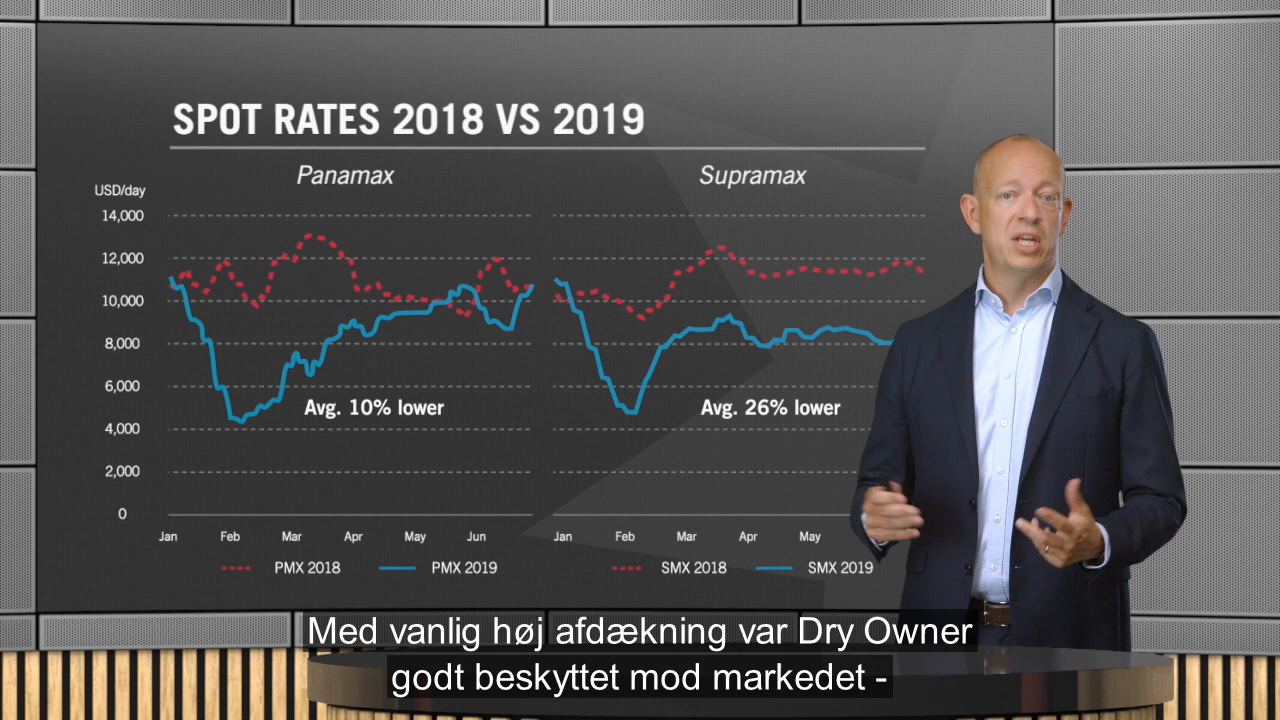 SPOT RATES 2018 VS 2019
Panamax
Supramax
USD/day
14,000
12,000
10,000
8,000
6,000
4,000
2,000
0
Avg. 10% lower
Avg. 26% lower
Jan Feb Mar Apr May Jun
Jan Feb Mar Apr May
PMX 2018 PMX 2019
SMX 2018 SMX 2019
Med vanlig høj afdækning var Dry Owner
godt beskyttet mod markedet -